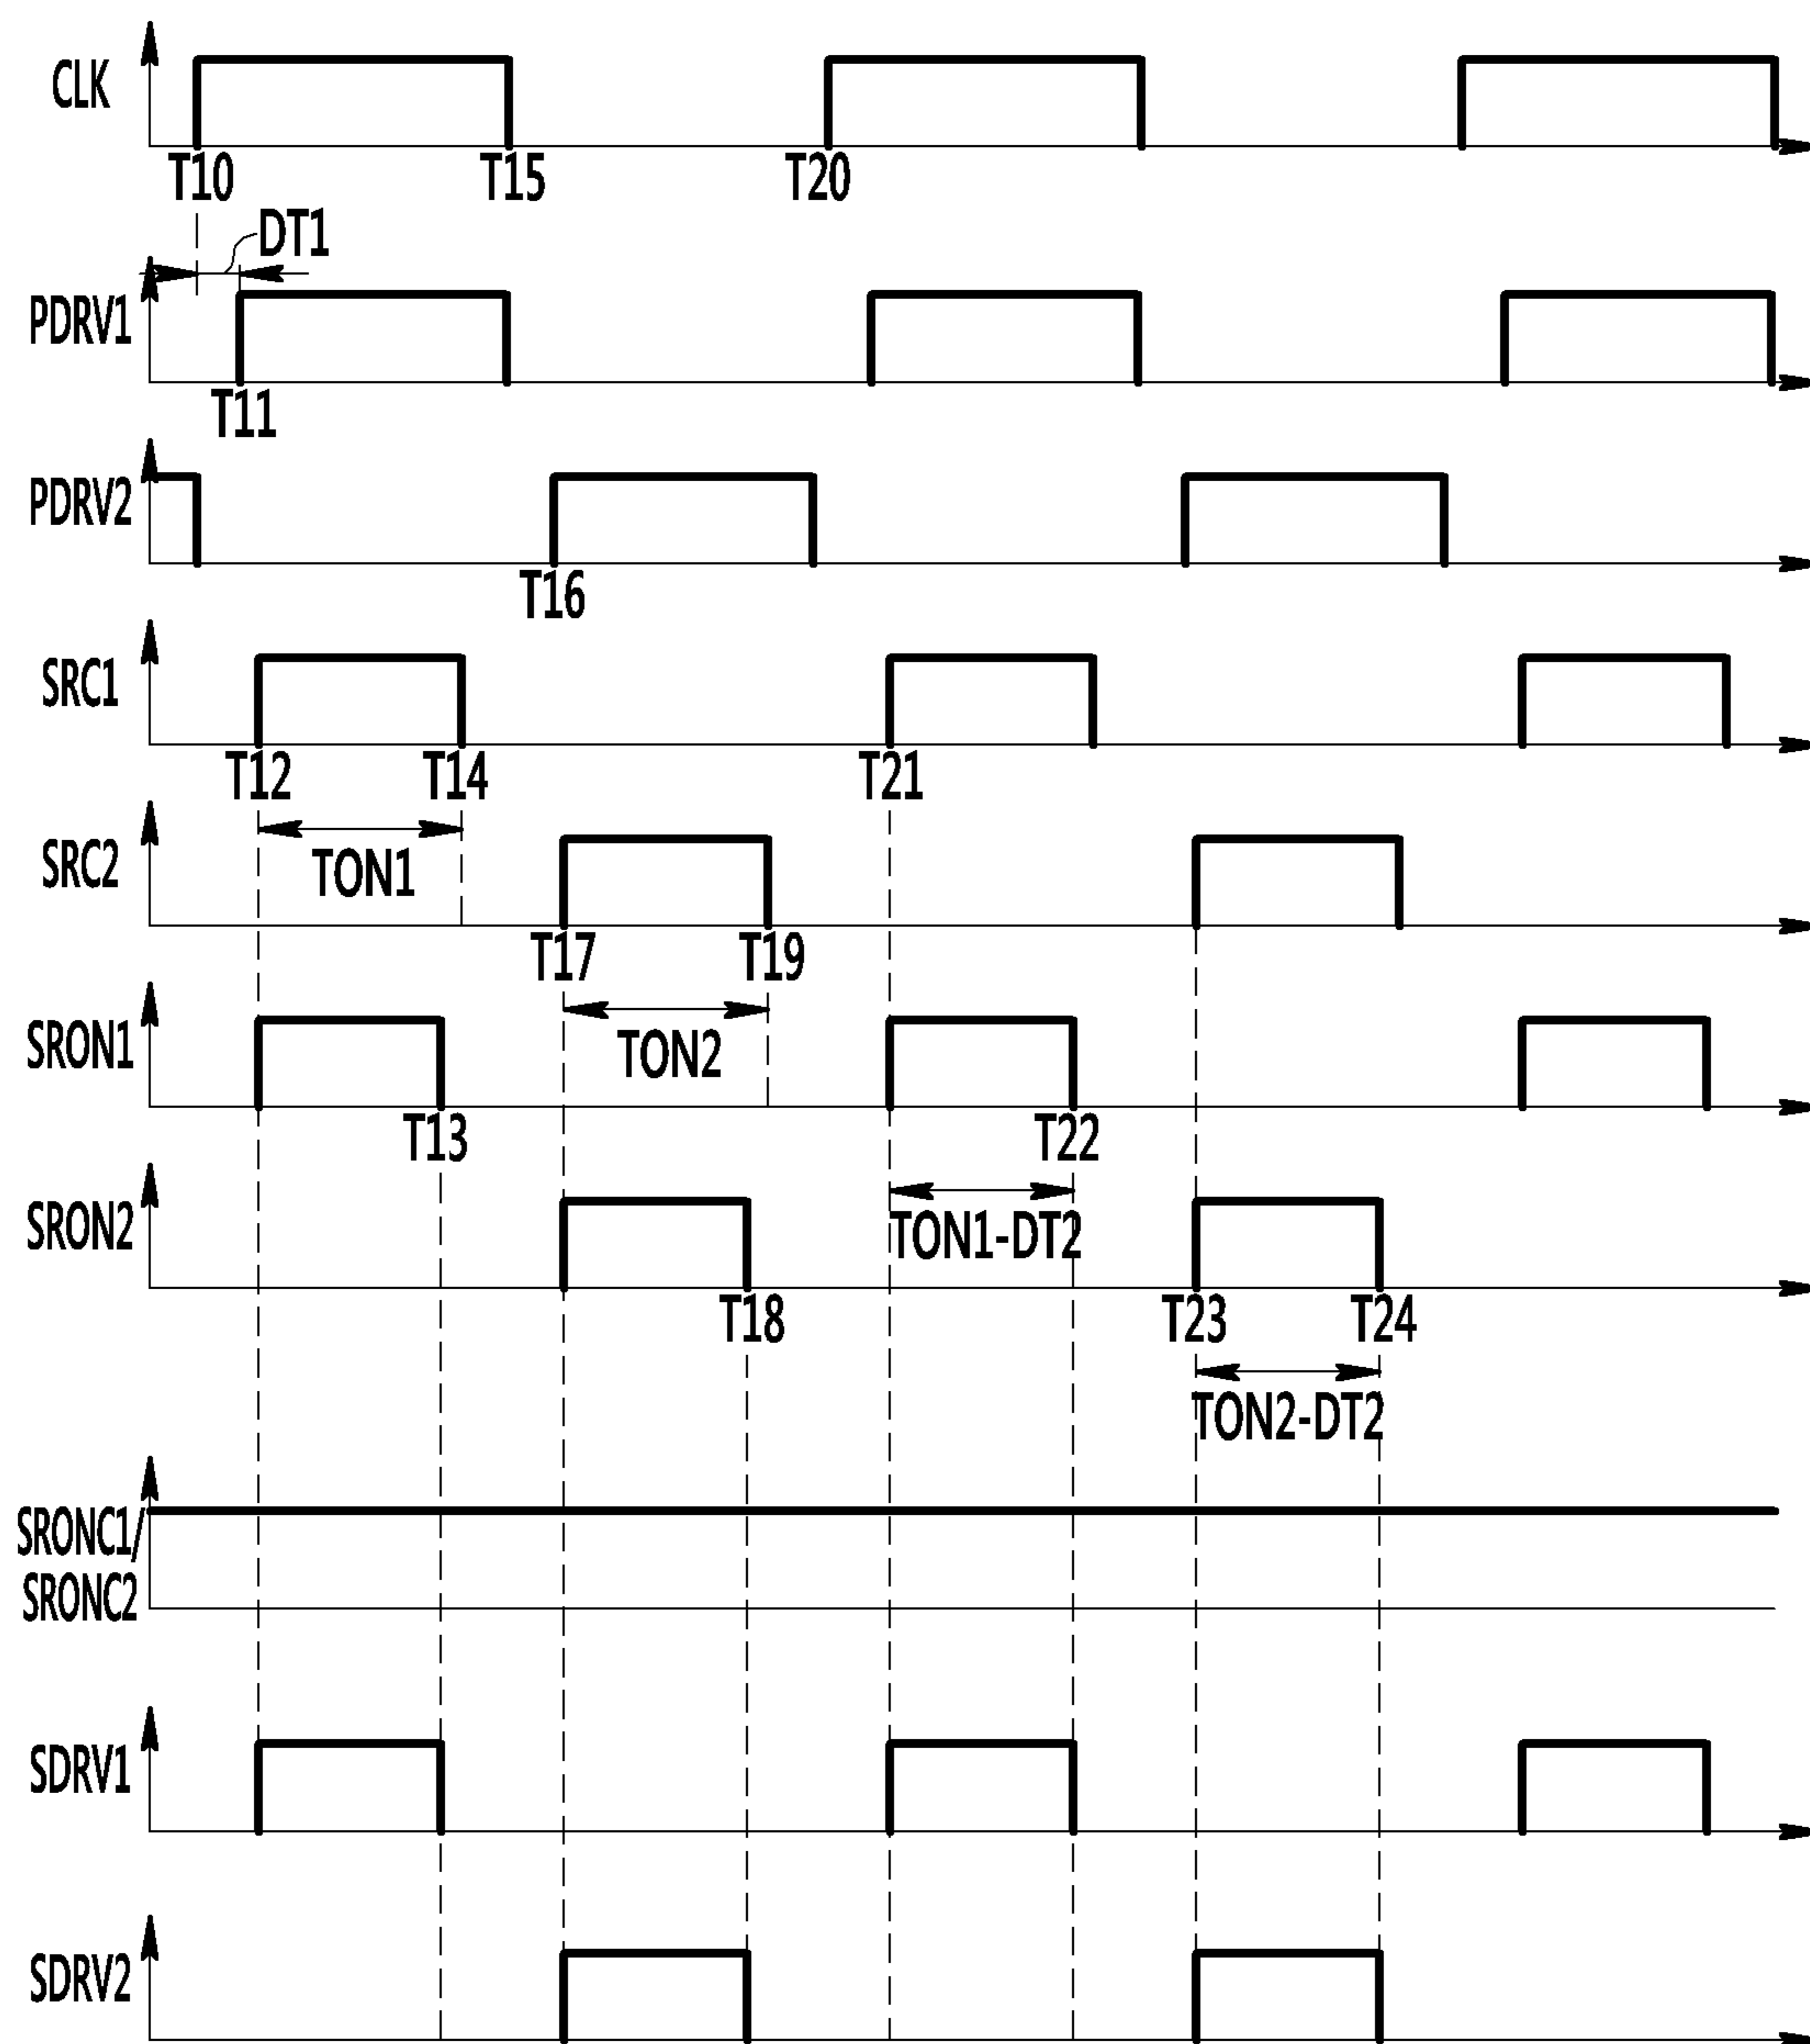 CLK
T10 T15 T20
DT1
PDRV1
T11
PDRV2
T16
SRC1
T12 T14 T21
SRC2
TON1
T17 T19
SRON1
TON2
T13 T22
SRON2
TON1-DT2
T18 T23 T24
TON2-DT2
SRONC1/
SRONC2
SDRV1
SDRV2